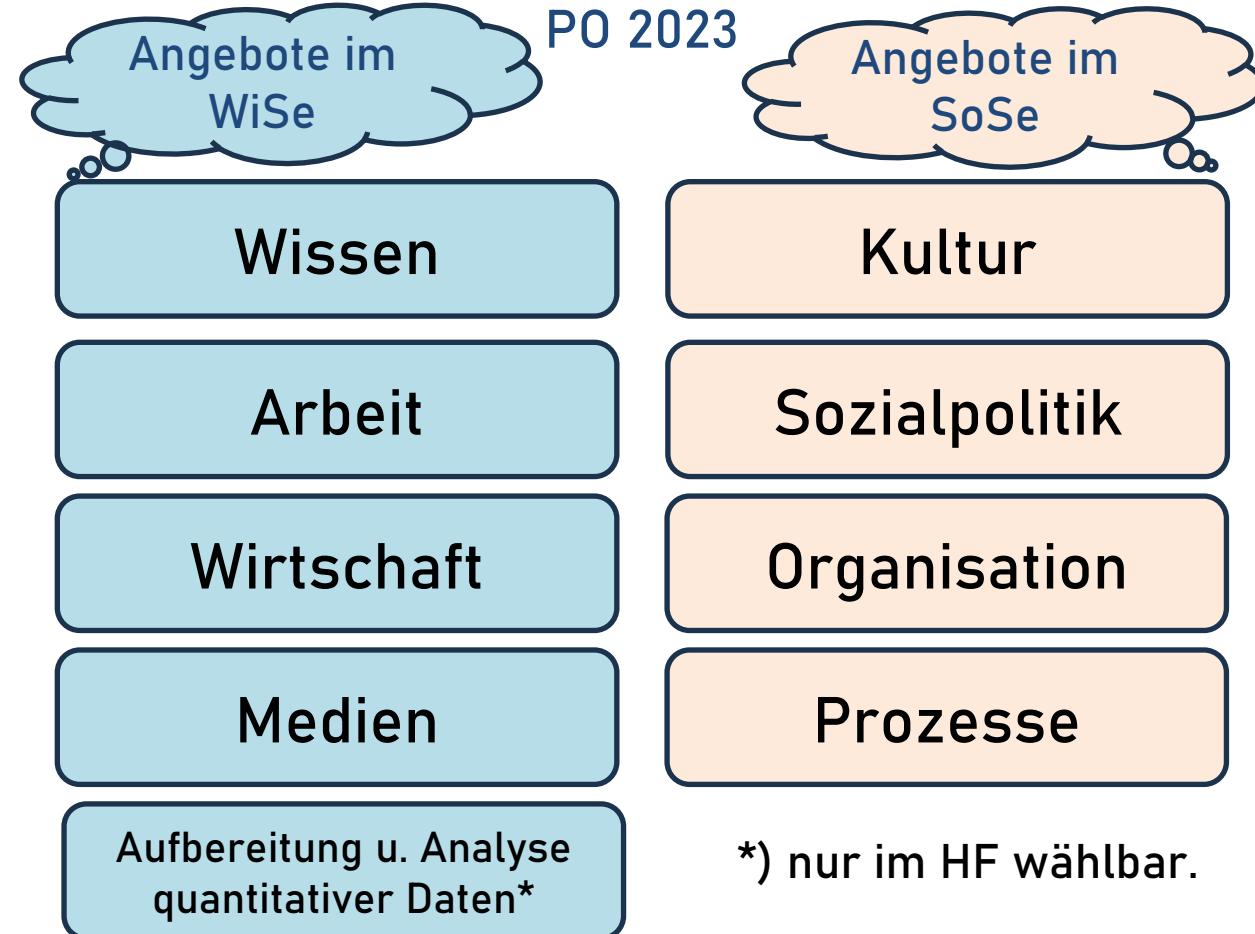 PO 2023
Angebote im
WiSe
Angebote im
SoSe
Wissen
Kultur
Arbeit
Sozialpolitik
Wirtschaft
Organisation
Medien
Prozesse
Aufbereitung u. Analyse
quantitativer Daten*
*) nur im HF wählbar.